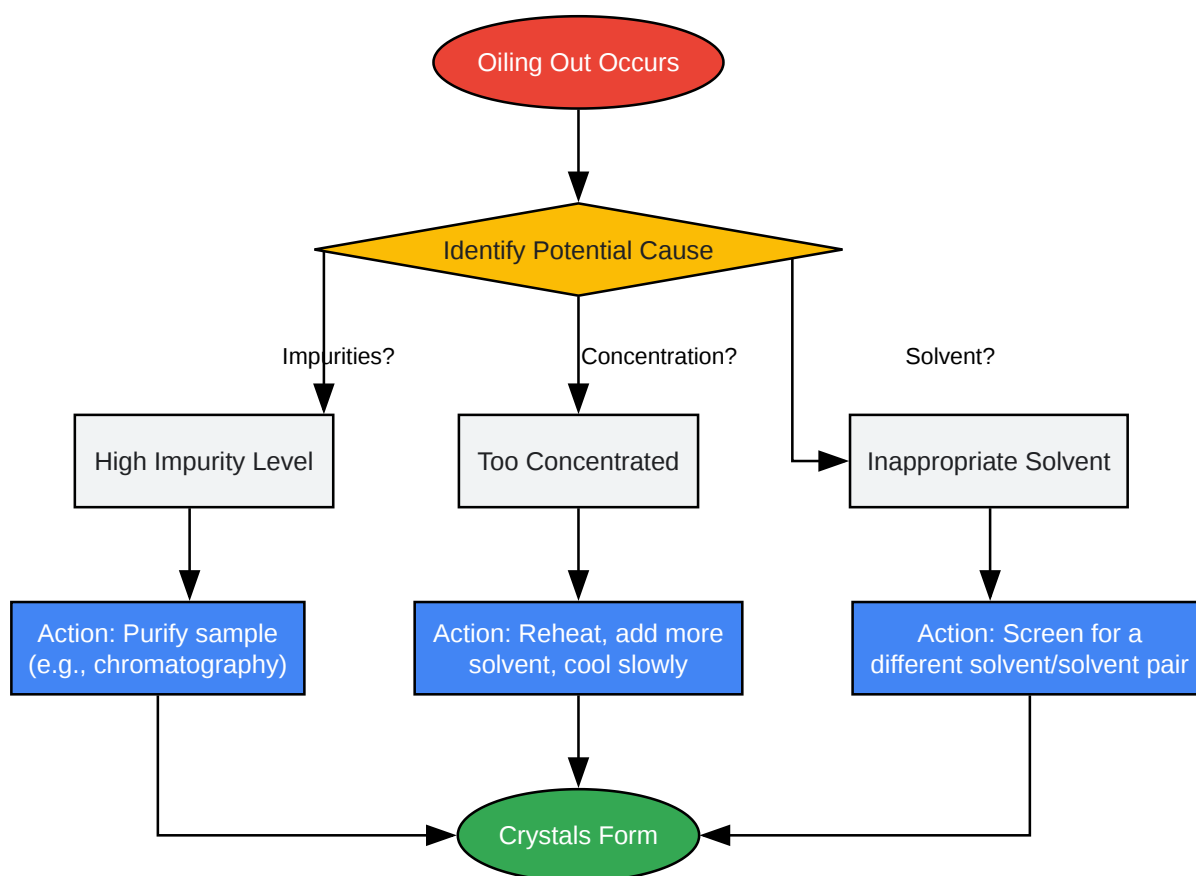 Oiling Out Occurs
Identify Potential Cause
Impurities?
Concentration?
Solvent?
High Impurity Level
Too Concentrated
Inappropriate Solvent
Action: Purify sample
(e.g., chromatography)
Action: Reheat, add more
solvent, cool slowly
Action: Screen for a
different solvent/solvent pair
Crystals Form